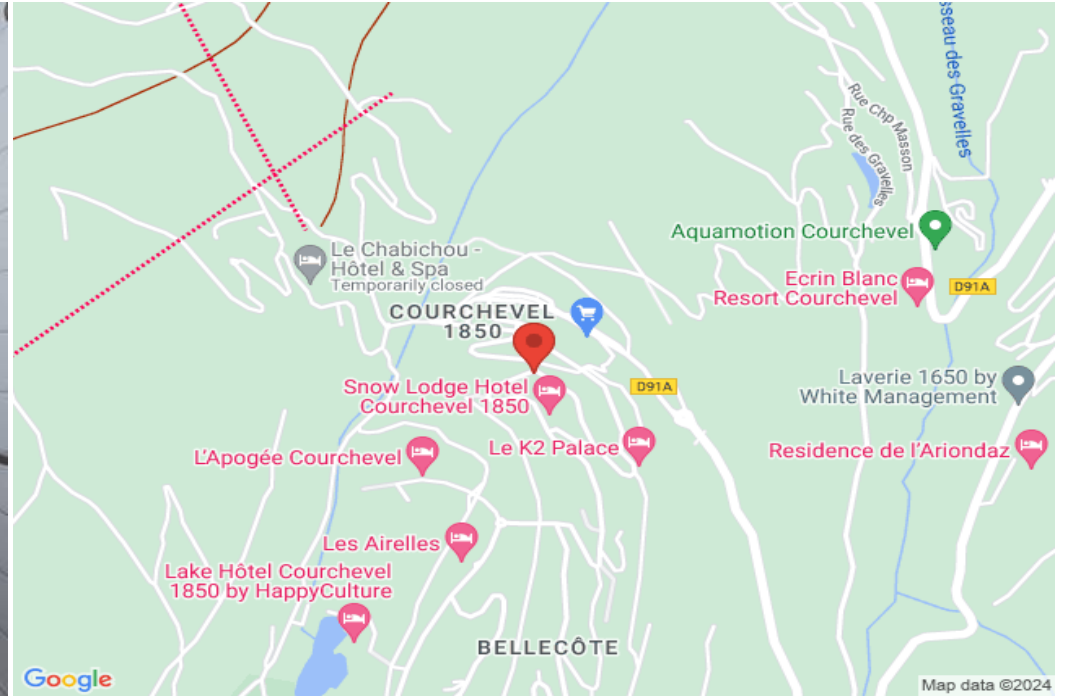 sseau des Gravelles
Rue Chp Masson
Rue des Gravelles
Aquamotion Courchevel
Le Chabichou -
Hôtel & Spa
Temporarily closed
Ecrin Blanc
Resort Courchevel
D91A
COURCHEVEL
1850
Snow Lodge Hotel
Courchevel 1850
D91A
Laverie 1650 by
White Management
L'Apogée Courchevel
Le K2 Palace
Residence de l'Ariondaz
Les Airelles
Lake Hôtel Courchevel
1850 by HappyCulture
BELLECÔTE
Google
Map data ©2024